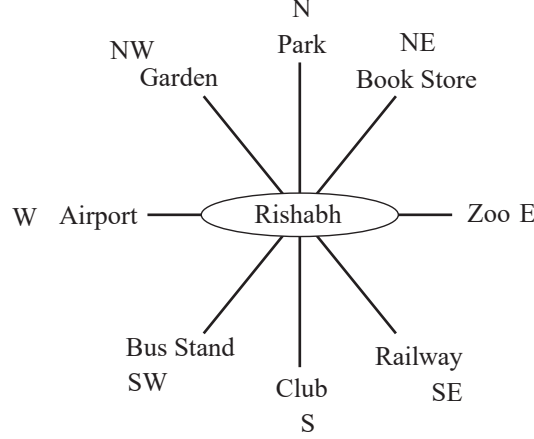 N
Park
NW
Garden
NE
Book Store
W Airport
Rishabh
Zoo E
Bus Stand
SW
Club
S
Railway
SE